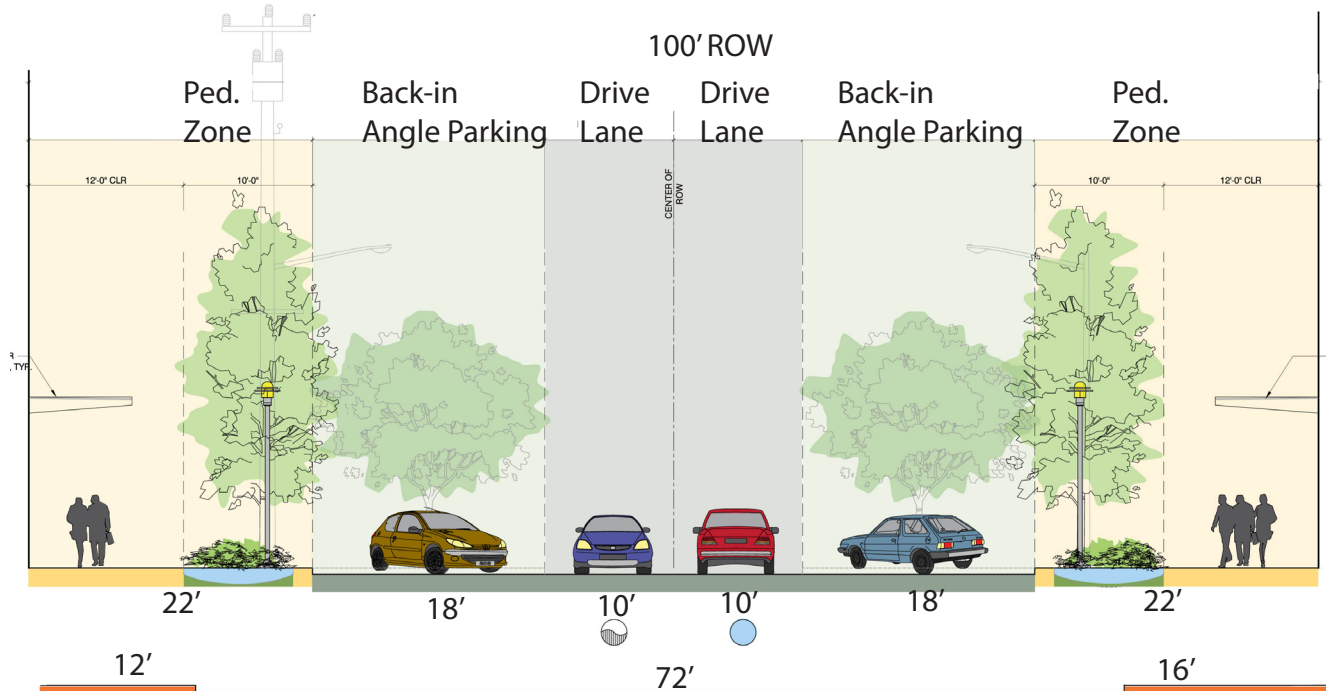 100’ ROW
Ped.
Zone
Back-in
Angle Parking
Drive
Lane
Drive
Lane
Back-in
Angle Parking
Ped.
Zone
12'-0" CLR
10'-0"
CENTER OF
ROW
10'-0"
12'-0" CLR
R
. TYP.
22’
18’
10’
10’
18’
22’
12’
72’
16’